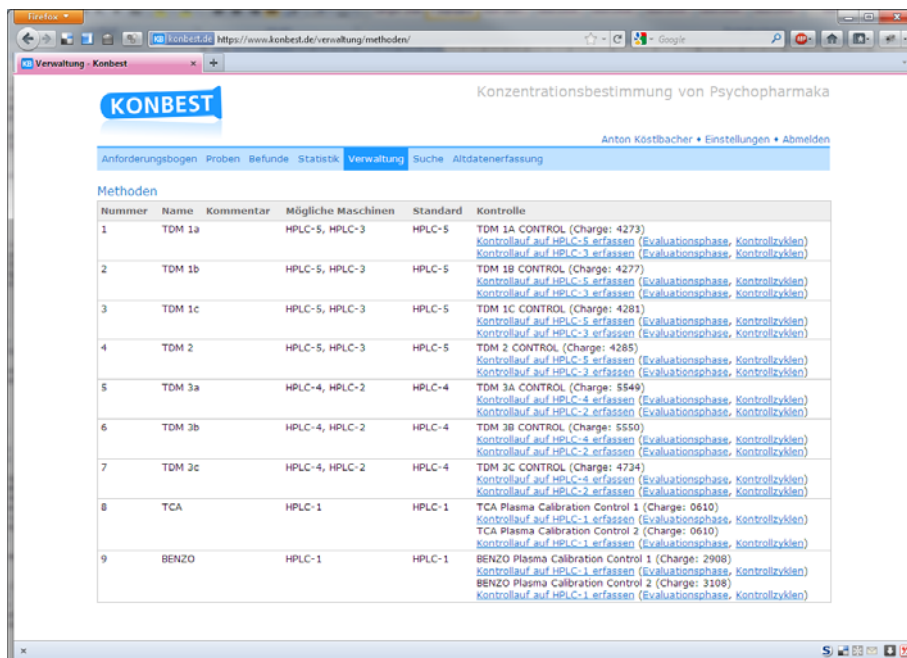 Firefox
konbest.de https://www.konbest.de/verwaltung/methoden/
Google
KB Verwaltung - Konbest
KONBEST
Konzentrationsbestimmung von Psychopharmaka
Anton Köstlbacher • Einstellungen • Abmelden
Anforderungsbogen Proben Befunde Statistik Verwaltung Suche Altdatenerfassung
Methoden
Nummer Name Kommentar Mögliche Maschinen Standard Kontrolle
1 TDM 1a HPLC-5, HPLC-3 HPLC-5 TDM 1A CONTROL (Charge: 4273)
Kontrollauf auf HPLC-5 erfassen (Evaluationsphase, Kontrollzyklen)
Kontrollauf auf HPLC-3 erfassen (Evaluationsphase, Kontrollzyklen)
2 TDM 1b HPLC-5, HPLC-3 HPLC-5 TDM 1B CONTROL (Charge: 4277)
Kontrollauf auf HPLC-5 erfassen (Evaluationsphase, Kontrollzyklen)
Kontrollauf auf HPLC-3 erfassen (Evaluationsphase, Kontrollzyklen)
3 TDM 1c HPLC-5, HPLC-3 HPLC-5 TDM 1C CONTROL (Charge: 4281)
Kontrollauf auf HPLC-5 erfassen (Evaluationsphase, Kontrollzyklen)
Kontrollauf auf HPLC-3 erfassen (Evaluationsphase, Kontrollzyklen)
4 TDM 2 HPLC-5, HPLC-3 HPLC-5 TDM 2 CONTROL (Charge: 4285)
Kontrollauf auf HPLC-5 erfassen (Evaluationsphase, Kontrollzyklen)
Kontrollauf auf HPLC-3 erfassen (Evaluationsphase, Kontrollzyklen)
5 TDM 3a HPLC-4, HPLC-2 HPLC-4 TDM 3A CONTROL (Charge: 5549)
Kontrollauf auf HPLC-4 erfassen (Evaluationsphase, Kontrollzyklen)
Kontrollauf auf HPLC-2 erfassen (Evaluationsphase, Kontrollzyklen)
6 TDM 3b HPLC-4, HPLC-2 HPLC-4 TDM 3B CONTROL (Charge: 5550)
Kontrollauf auf HPLC-4 erfassen (Evaluationsphase, Kontrollzyklen)
Kontrollauf auf HPLC-2 erfassen (Evaluationsphase, Kontrollzyklen)
7 TDM 3c HPLC-4, HPLC-2 HPLC-4 TDM 3C CONTROL (Charge: 4734)
Kontrollauf auf HPLC-4 erfassen (Evaluationsphase, Kontrollzyklen)
Kontrollauf auf HPLC-2 erfassen (Evaluationsphase, Kontrollzyklen)
8 TCA HPLC-1 HPLC-1 TCA Plasma Calibration Control 1 (Charge: 0610)
Kontrollauf auf HPLC-1 erfassen (Evaluationsphase, Kontrollzyklen)
TCA Plasma Calibration Control 2 (Charge: 0610)
Kontrollauf auf HPLC-1 erfassen (Evaluationsphase, Kontrollzyklen)
9 BENZO HPLC-1 HPLC-1 BENZO Plasma Calibration Control 1 (Charge: 2908)
Kontrollauf auf HPLC-1 erfassen (Evaluationsphase, Kontrollzyklen)
BENZO Plasma Calibration Control 2 (Charge: 3108)
Kontrollauf auf HPLC-1 erfassen (Evaluationsphase, Kontrollzyklen)